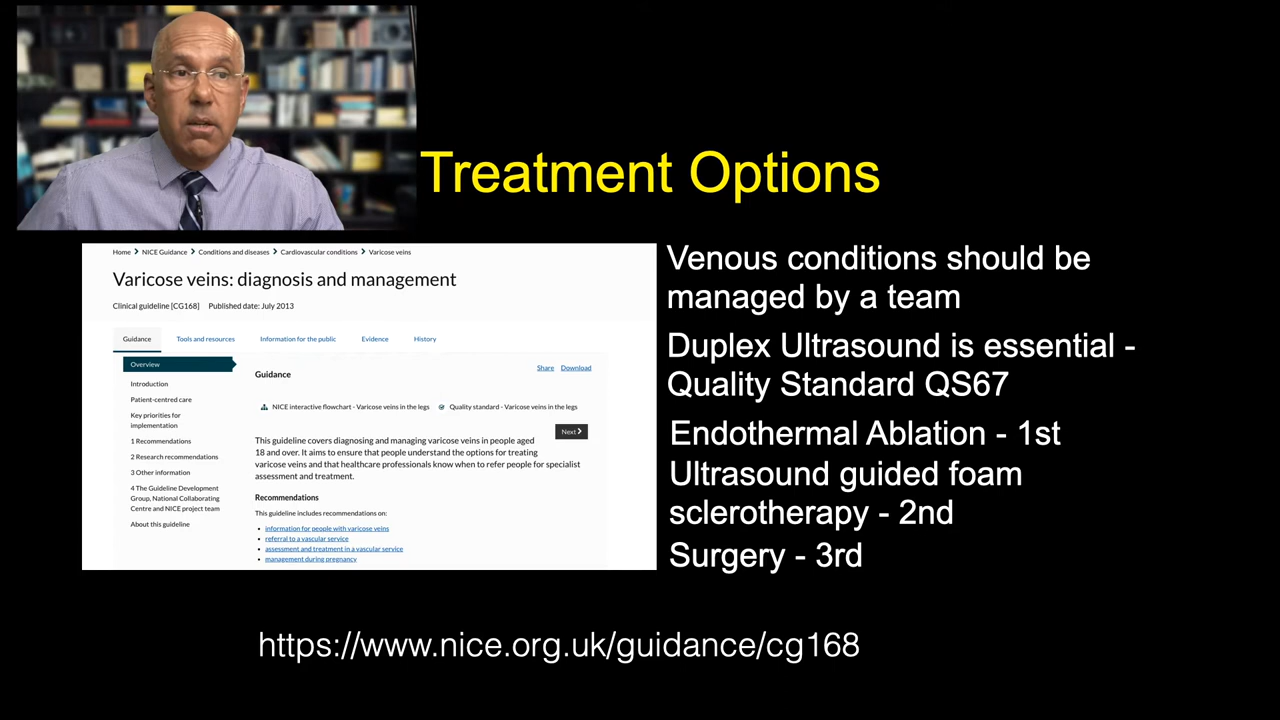 Treatment Options
Home > NICE Guidance > Conditions and diseases > Cardiovascular conditions > Varicose veins
Varicose veins: diagnosis and management
Clinical guideline [CG168] Published date: July 2013
Guidance Tools and resources Information for the public Evidence History
Overview
Introduction
Patient-centred care
Key priorities for
implementation
1 Recommendations
2 Research recommendations
3 Other information
4 The Guideline Development
Group, National Collaborating
Centre and NICE project team
About this guideline
Guidance
Share Download
NICE interactive flowchart - Varicose veins in the legs Quality standard - Varicose veins in the legs
Next >
This guideline covers diagnosing and managing varicose veins in people aged
18 and over. It aims to ensure that people understand the options for treating
varicose veins and that healthcare professionals know when to refer people for specialist
assessment and treatment.
Recommendations
This guideline includes recommendations on:
• information for people with varicose veins
• referral to a vascular service
• assessment and treatment in a vascular service
• management during pregnancy
Venous conditions should be
managed by a team
Duplex Ultrasound is essential -
Quality Standard QS67
Endothermal Ablation - 1st
Ultrasound guided foam
sclerotherapy - 2nd
Surgery - 3rd
https://www.nice.org.uk/guidance/cg168